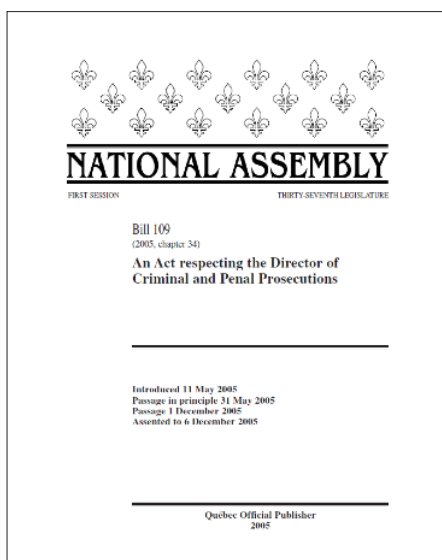 NATIONAL ASSEMBLY
FIRST SESSION THIRTY-SEVENTH LEGISLATURE
Bill 109
(2005, chapter 34)
An Act respecting the Director of
Criminal and Penal Prosecutions
Introduced 11 May 2005
Passage in principle 31 May 2005
Passage 1 December 2005
Assented to 6 December 2005
Québec Official Publisher
2005